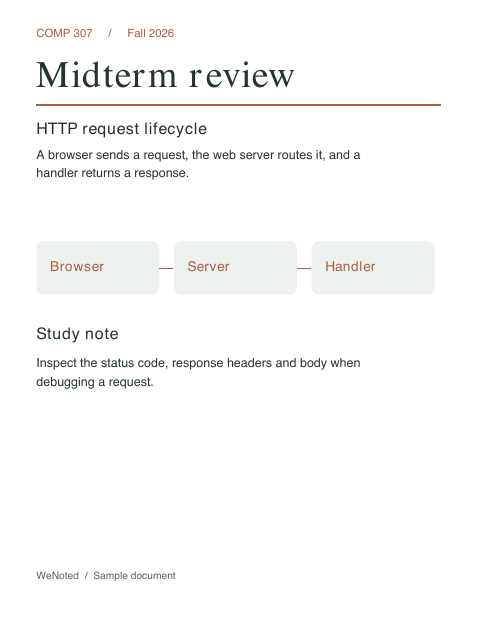 COMP 307 / Fall 2026
Midterm review
HTTP request lifecycle
A browser sends a request, the web server routes it, and a
handler returns a response.
Browser
Server
Handler
Study note
Inspect the status code, response headers and body when
debugging a request.
WeNoted / Sample document